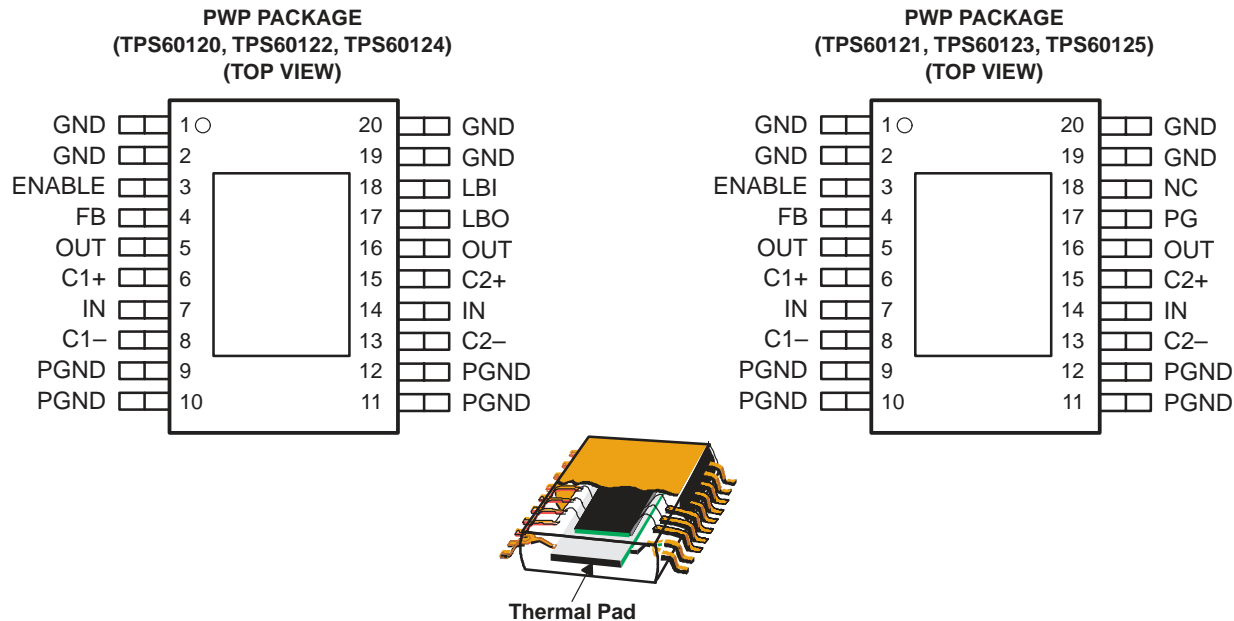 PWP PACKAGE
(TPS60120, TPS60122, TPS60124)
(TOP VIEW)
GND 1 20 GND
GND 2 19 GND
ENABLE 3 18 LBI
FB 4 17 LBO
OUT 5 16 OUT
C1+ 6 15 C2+
IN 7 14 IN
C1– 8 13 C2–
PGND 9 12 PGND
PGND 10 11 PGND
PWP PACKAGE
(TPS60121, TPS60123, TPS60125)
(TOP VIEW)
GND 1 20 GND
GND 2 19 GND
ENABLE 3 18 NC
FB 4 17 PG
OUT 5 16 OUT
C1+ 6 15 C2+
IN 7 14 IN
C1– 8 13 C2–
PGND 9 12 PGND
PGND 10 11 PGND
Thermal Pad